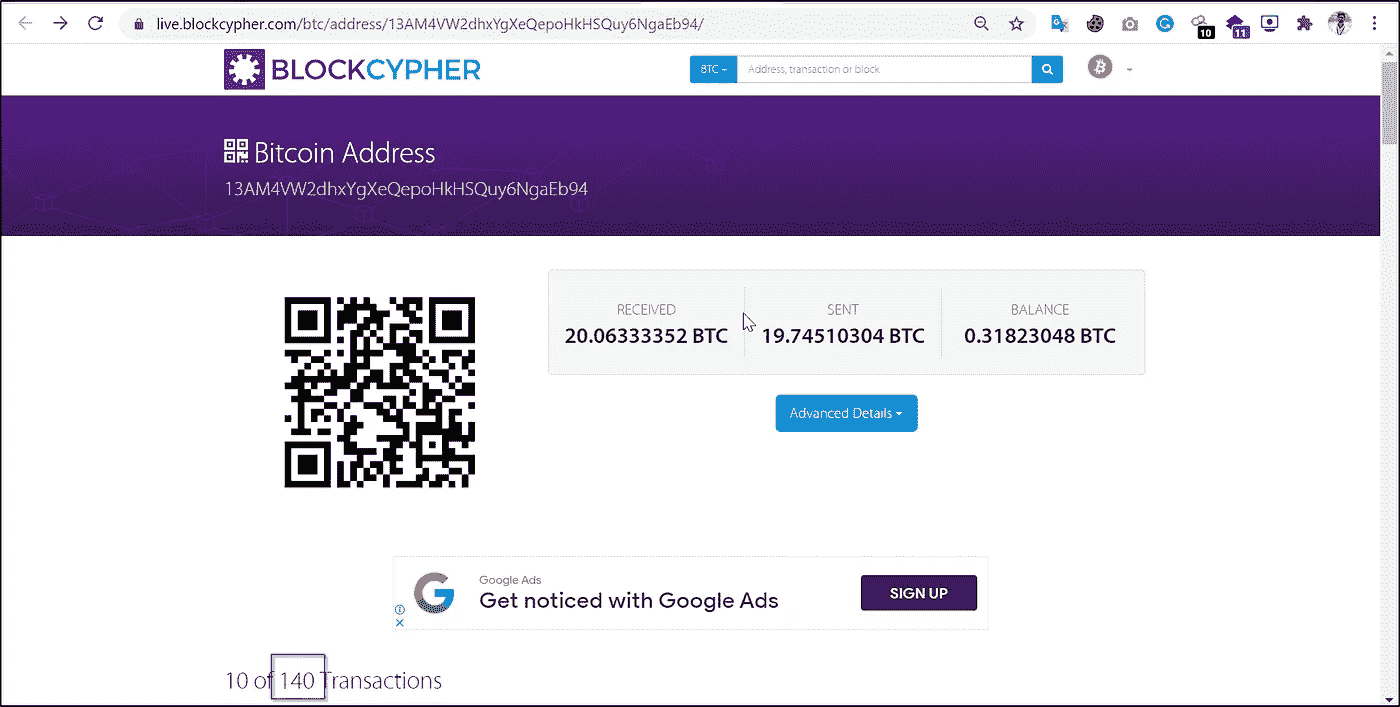 live.blockcypher.com/btc/address/13AM4VW2dhxYgXeQepoHkHSQuy6NgaEb94/
10
11
BLOCKCYPHER
BTC
Address, transaction or block
Bitcoin Address
13AM4VW2dhxYgXeQepoHkHSQuy6NgaEb94
RECEIVED
20.06333352 BTC
SENT
19.74510304 BTC
BALANCE
0.31823048 BTC
Advanced Details
Google Ads
Get noticed with Google Ads
SIGN UP
10 of 140 Transactions